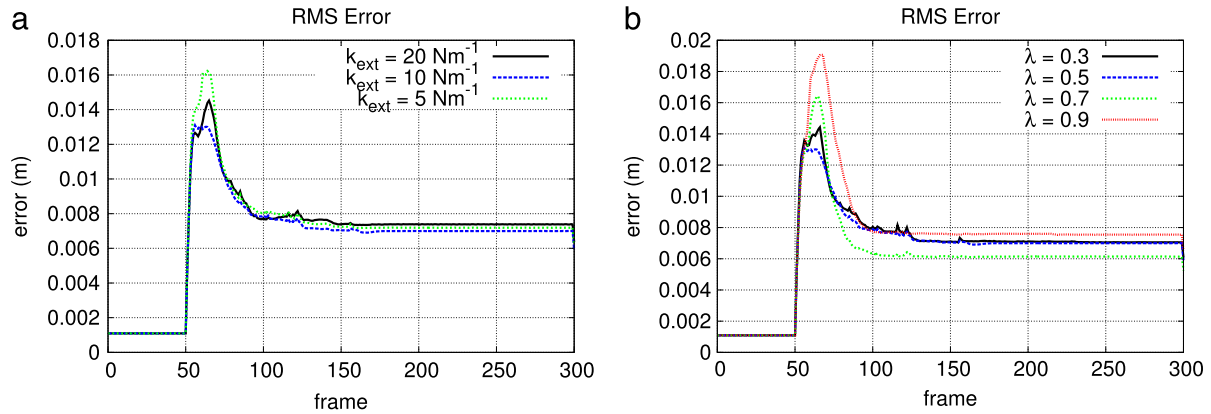 a
RMS Error
0.018
0.016
0.014
0.012
0.01
0.008
0.006
0.004
0.002
0
error (m)
k_ext = 20 Nm⁻¹
k_ext = 10 Nm⁻¹
k_ext = 5 Nm⁻¹
0 50 100 150 200 250 300
frame
b
RMS Error
0.02
0.018
0.016
0.014
0.012
0.01
0.008
0.006
0.004
0.002
0
error (m)
λ = 0.3
λ = 0.5
λ = 0.7
λ = 0.9
0 50 100 150 200 250 300
frame